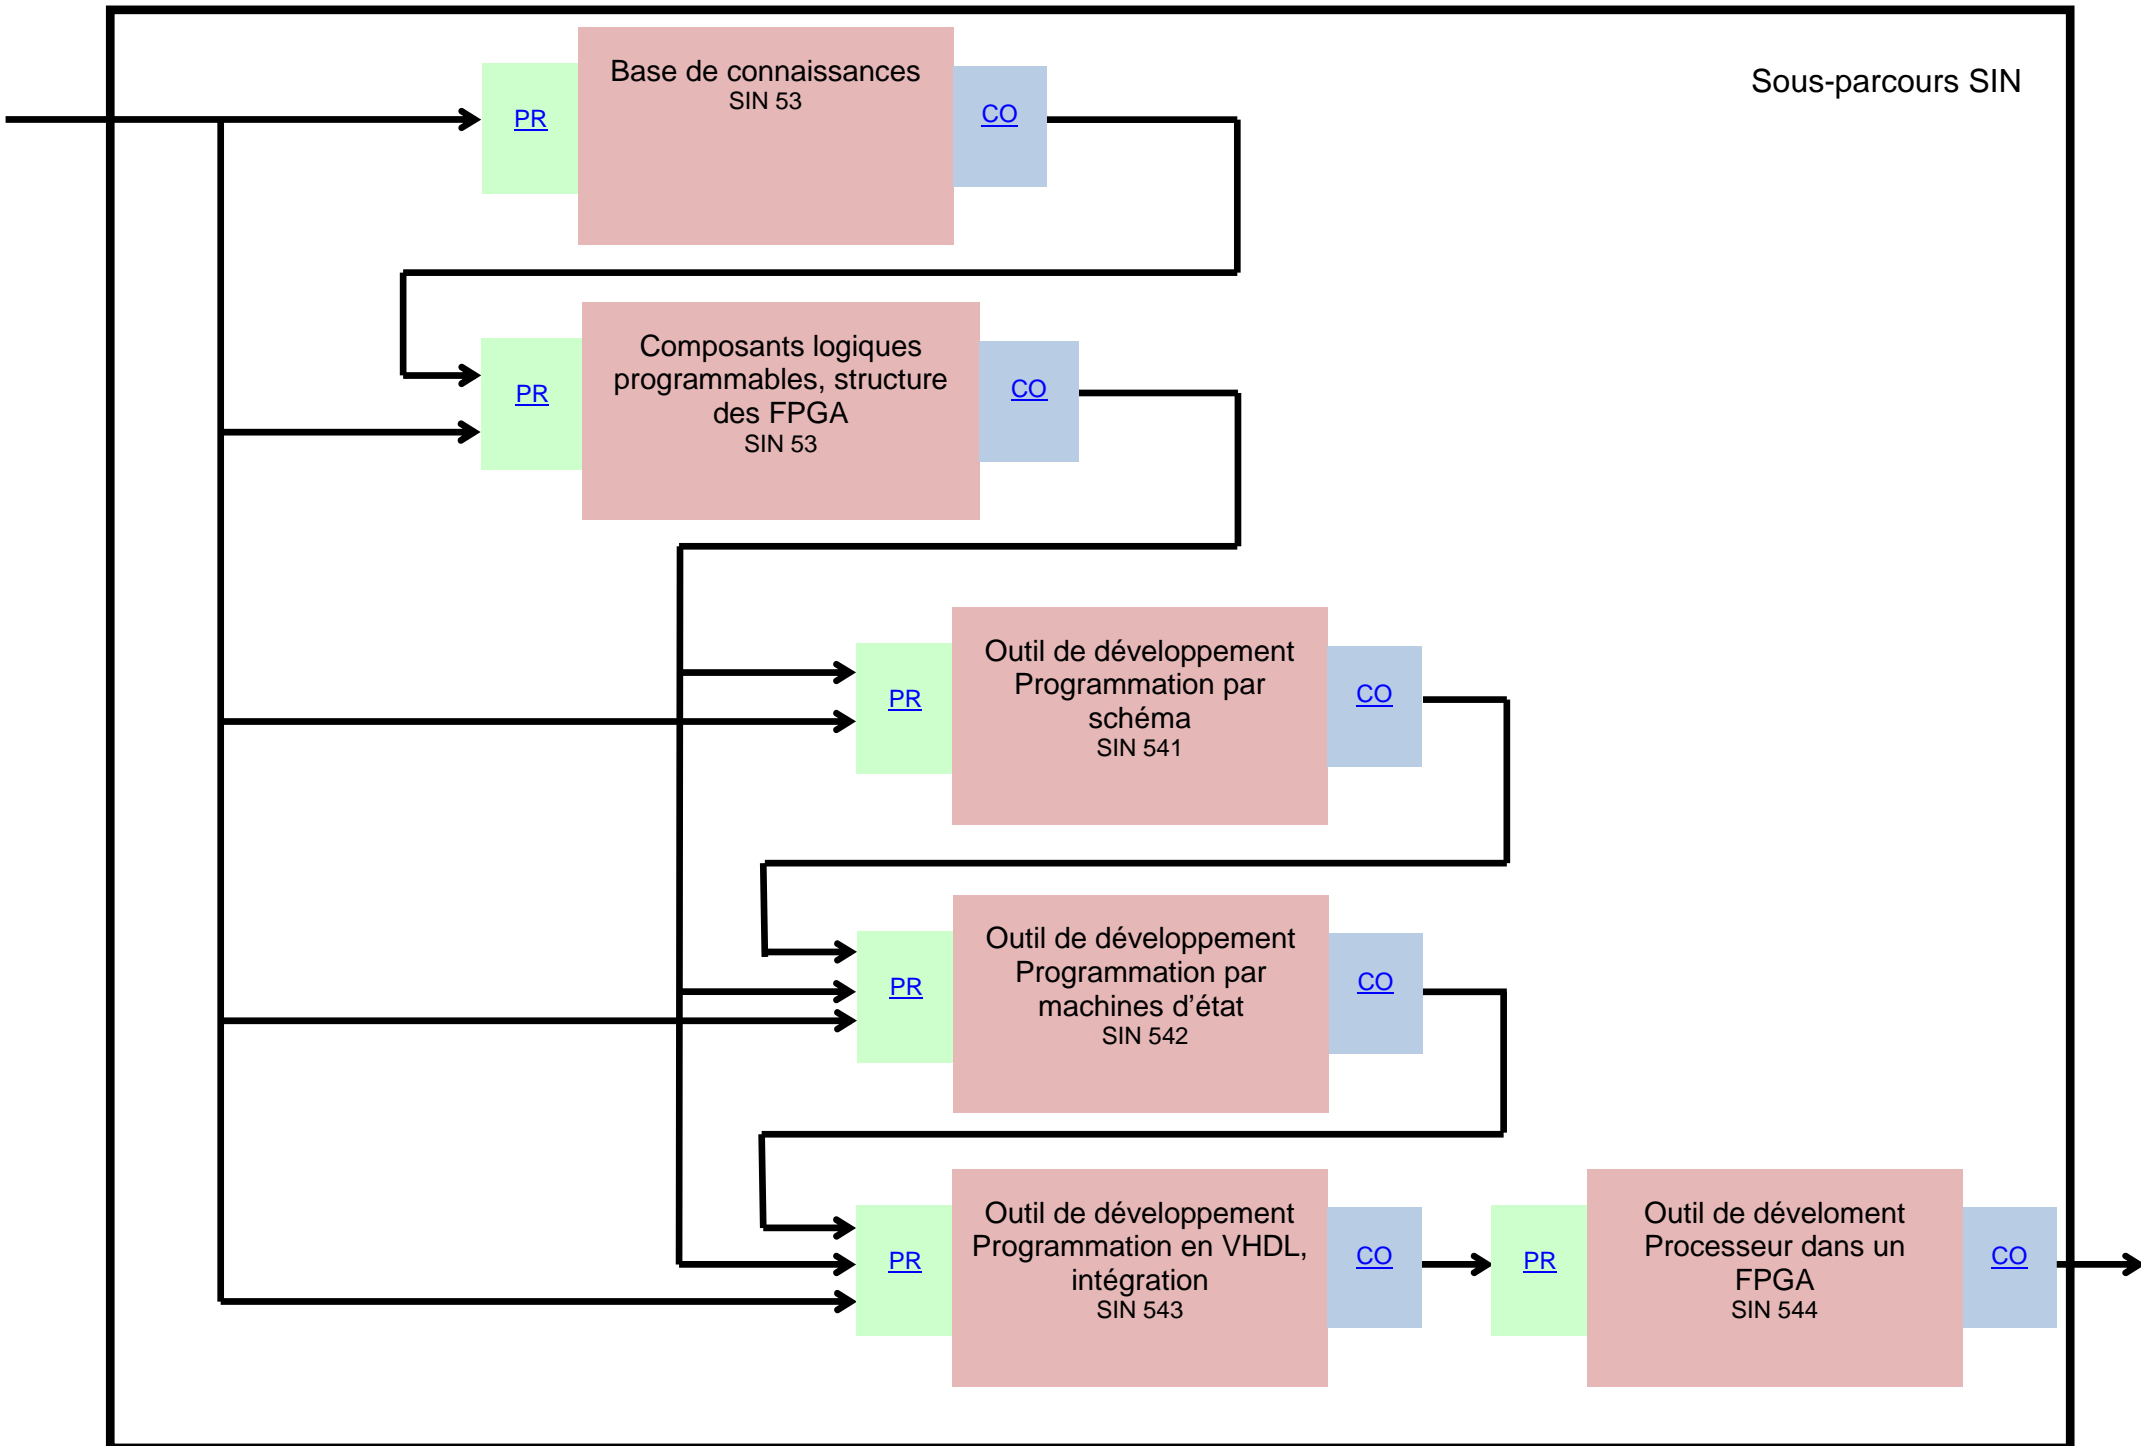 Sous-parcours SIN
PR
Base de connaissances
SIN 53
CO
PR
Composants logiques
programmables, structure
des FPGA
SIN 53
CO
PR
Outil de développement
Programmation par
schéma
SIN 541
CO
PR
Outil de développement
Programmation par
machines d'état
SIN 542
CO
PR
Outil de développement
Programmation en VHDL,
intégration
SIN 543
CO
PR
Outil de déveloment
Processeur dans un
FPGA
SIN 544
CO